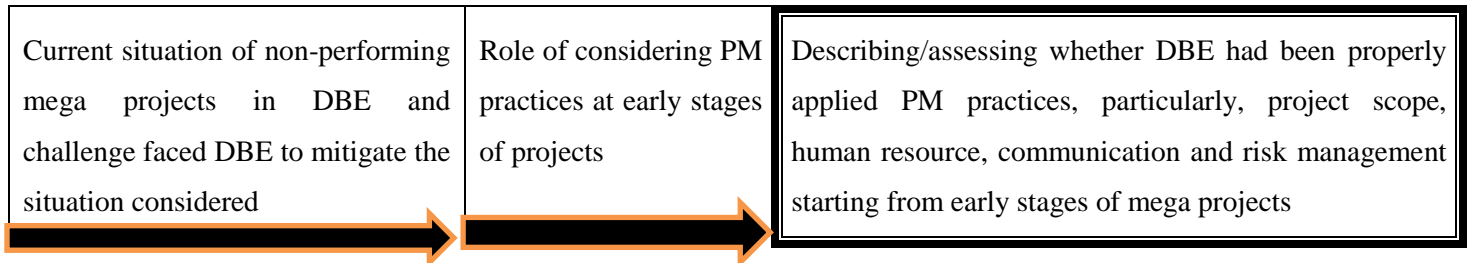 Current situation of non-performing
mega projects in DBE and
challenge faced DBE to mitigate the
situation considered
Role of considering PM
practices at early stages
of projects
Describing/assessing whether DBE had been properly
applied PM practices, particularly, project scope,
human resource, communication and risk management
starting from early stages of mega projects